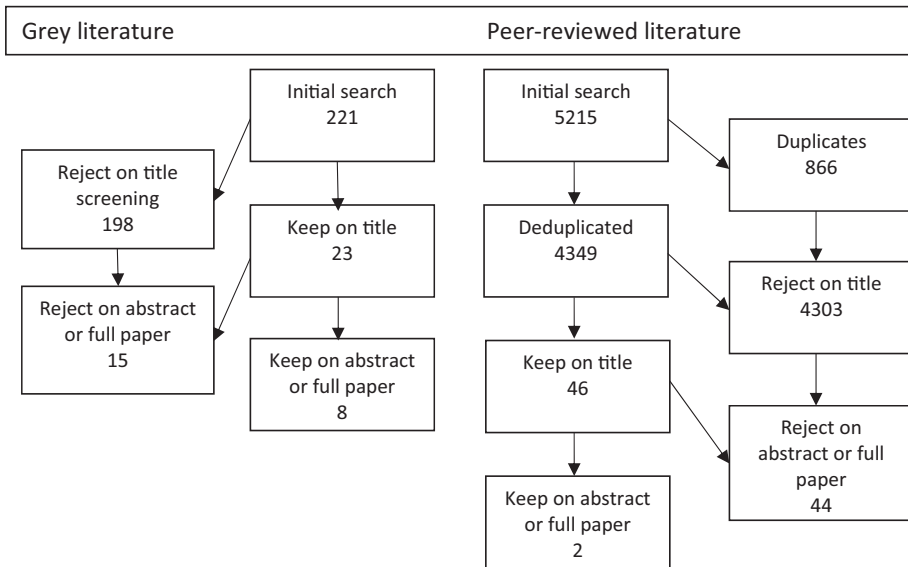 Grey literature
Peer-reviewed literature
Initial search
221
Reject on title
screening
198
Keep on title
23
Reject on abstract
or full paper
15
Keep on abstract
or full paper
8
Initial search
5215
Duplicates
866
Deduplicated
4349
Reject on title
4303
Keep on title
46
Reject on
abstract or full
paper
44
Keep on abstract
or full paper
2